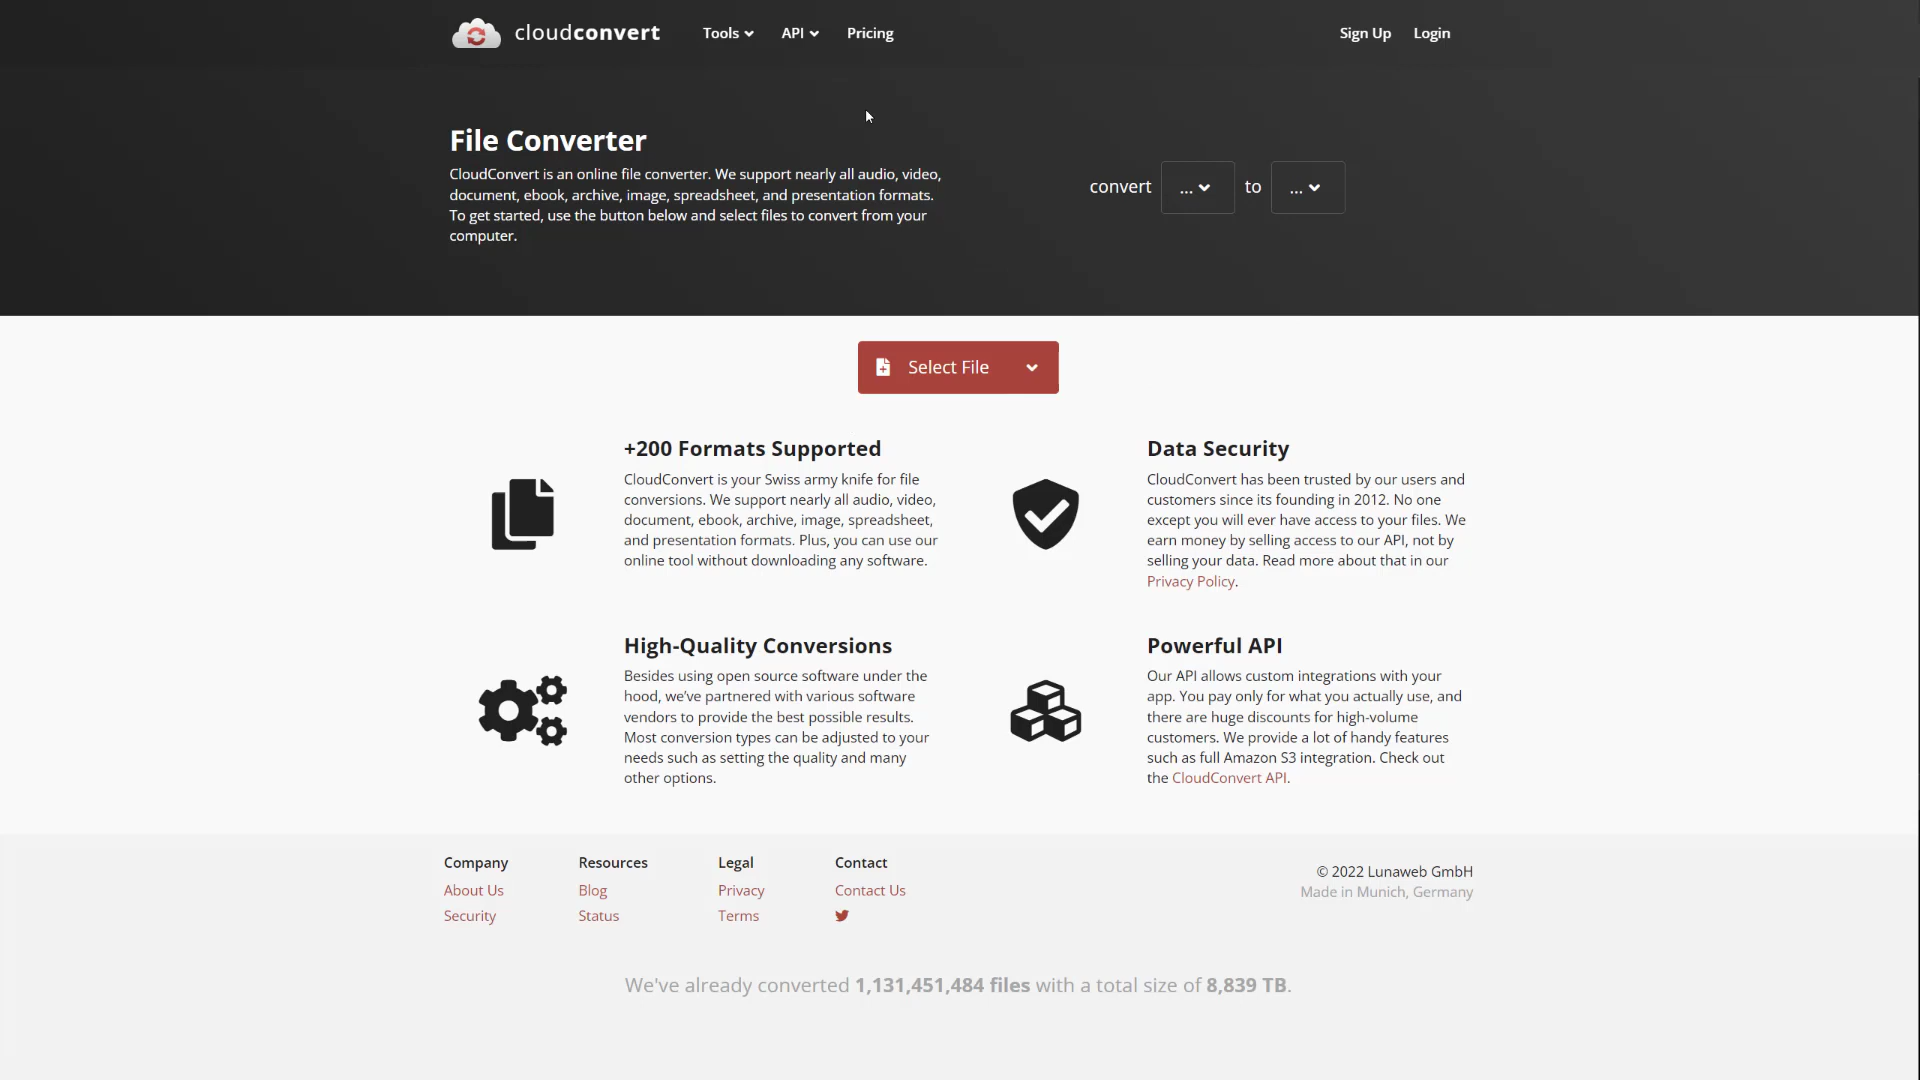 cloudconvert
Tools
API
Pricing
Sign Up
Login
File Converter
CloudConvert is an online file converter. We support nearly all audio, video,
document, ebook, archive, image, spreadsheet, and presentation formats.
To get started, use the button below and select files to convert from your
computer.
convert ... to ...
Select File
+200 Formats Supported
CloudConvert is your Swiss army knife for file
conversions. We support nearly all audio, video,
document, ebook, archive, image, spreadsheet,
and presentation formats. Plus, you can use our
online tool without downloading any software.
Data Security
CloudConvert has been trusted by our users and
customers since its founding in 2012. No one
except you will ever have access to your files. We
earn money by selling access to our API, not by
selling your data. Read more about that in our
Privacy Policy.
High-Quality Conversions
Besides using open source software under the
hood, we've partnered with various software
vendors to provide the best possible results.
Most conversion types can be adjusted to your
needs such as setting the quality and many
other options.
Powerful API
Our API allows custom integrations with your
app. You pay only for what you actually use, and
there are huge discounts for high-volume
customers. We provide a lot of handy features
such as full Amazon S3 integration. Check out
the CloudConvert API.
Company
About Us
Security
Resources
Blog
Status
Legal
Privacy
Terms
Contact
Contact Us
© 2022 Lunaweb GmbH
Made in Munich, Germany
We've already converted 1,131,451,484 files with a total size of 8,839 TB.